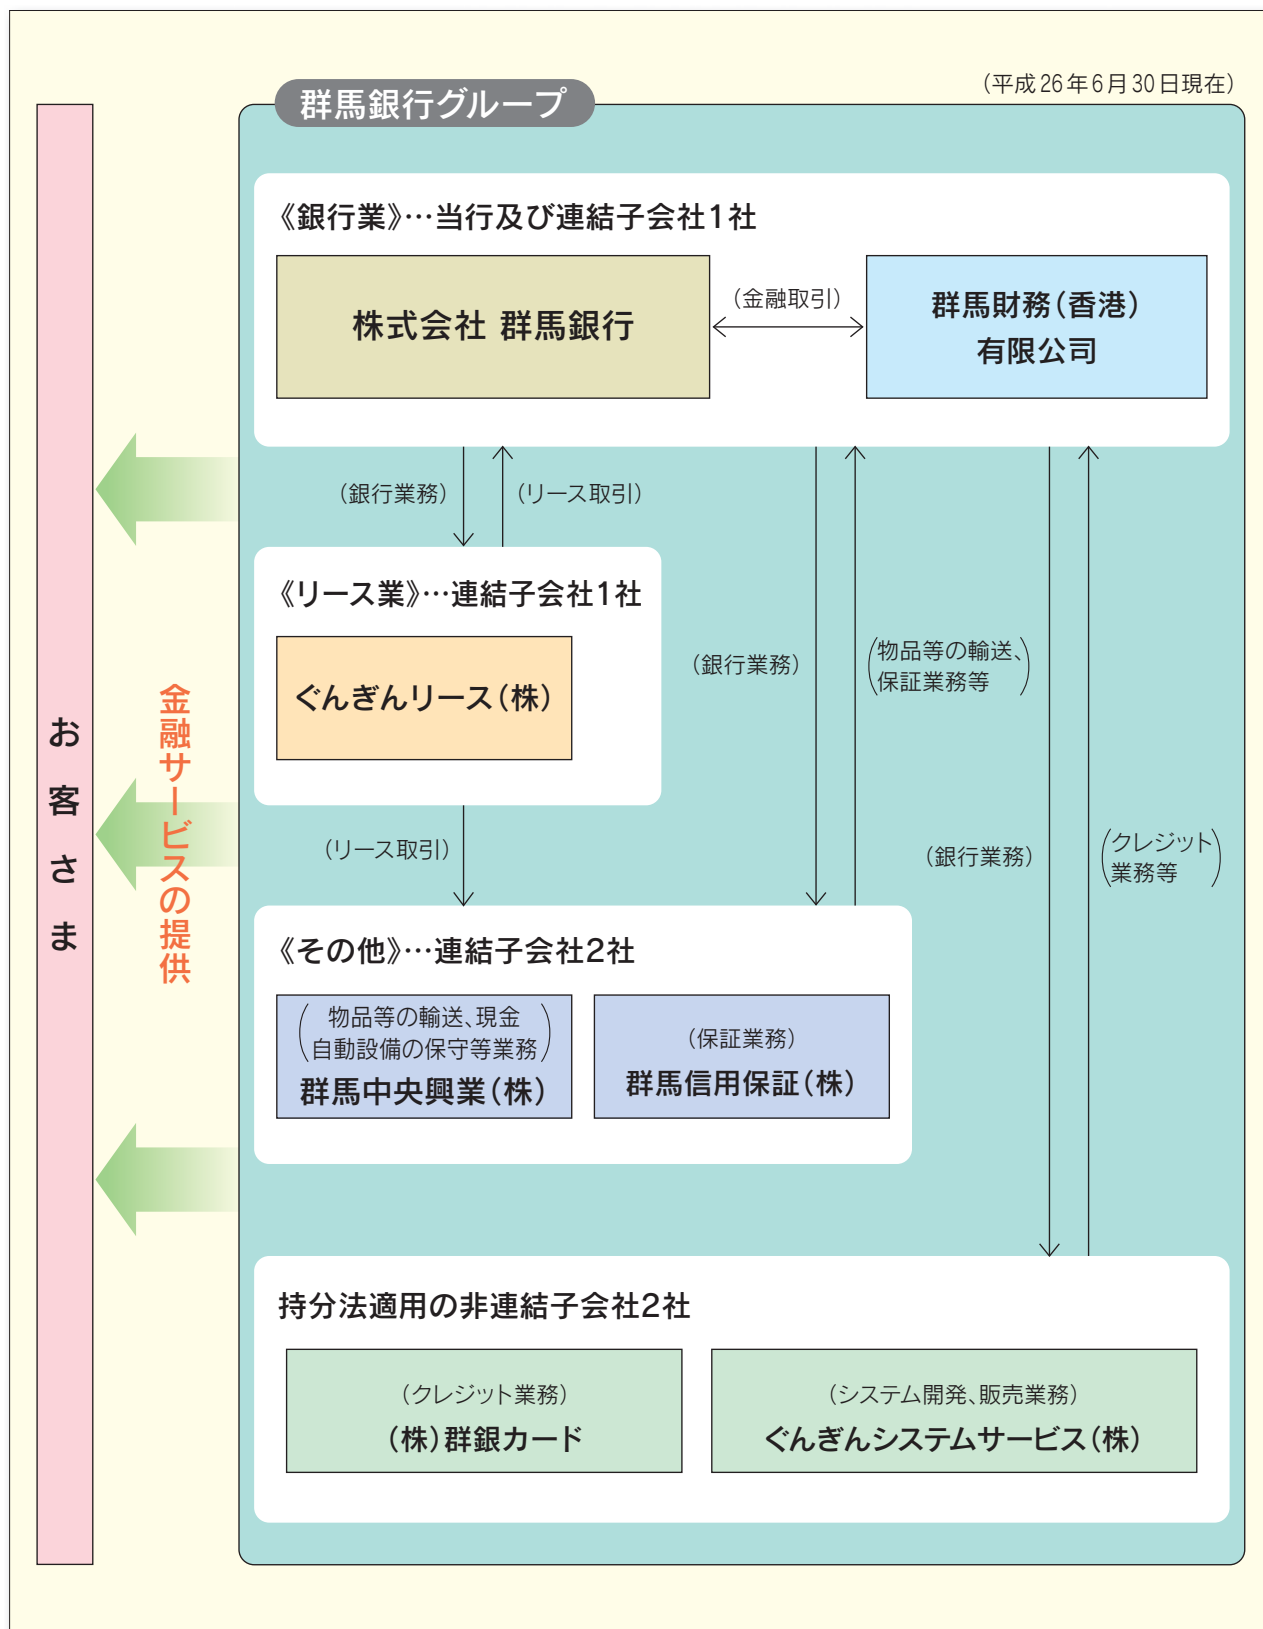 (平成26年6月30日現在)
群馬銀行グループ
《銀行業》…当行及び連結子会社1社
株式会社 群馬銀行
(金融取引)
群馬財務(香港)
有限公司
(銀行業務)
(リース取引)
《リース業》…連結子会社1社
ぐんぎんリース(株)
(銀行業務)
(物品等の輸送、
保証業務等)
(リース取引)
(銀行業務)
(クレジット
業務等)
お客さま
金融サービスの提供
《その他》…連結子会社2社
(物品等の輸送、現金
自動設備の保守等業務)
群馬中央興業(株)
(保証業務)
群馬信用保証(株)
持分法適用の非連結子会社2社
(クレジット業務)
(株)群銀カード
(システム開発、販売業務)
ぐんぎんシステムサービス(株)